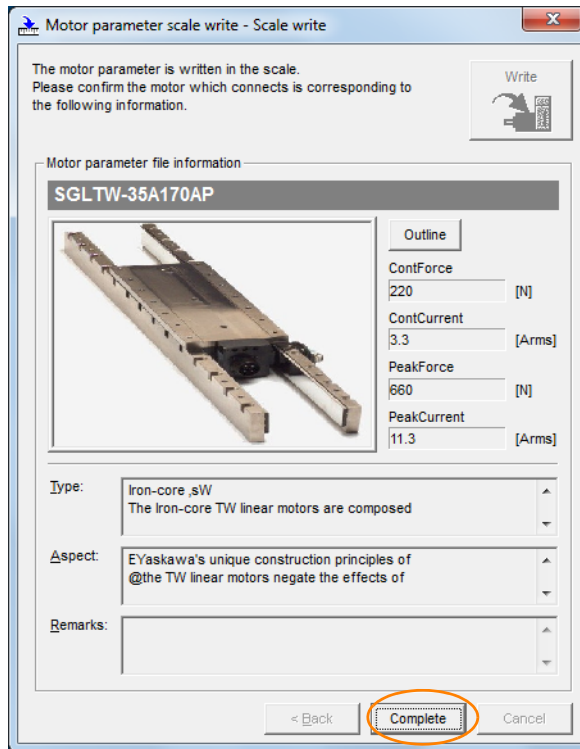 Motor parameter scale write - Scale write
The motor parameter is written in the scale.
Please confirm the motor which connects is corresponding to
the following information.
Write
Motor parameter file information
SGLTW-35A170AP
Outline
ContForce
220 [N]
ContCurrent
3.3 [Arms]
PeakForce
660 [N]
PeakCurrent
11.3 [Arms]
Type:
Iron-core ,sW
The Iron-core TW linear motors are composed
Aspect:
EYaskawa's unique construction principles of
@the TW linear motors negate the effects of
Remarks:
< Back Complete Cancel